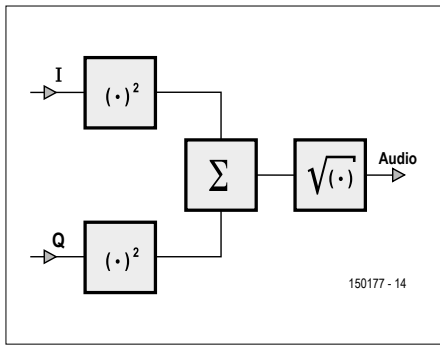 I
(·)²
Σ
√(·)
Audio
Q
(·)²
150177 - 14